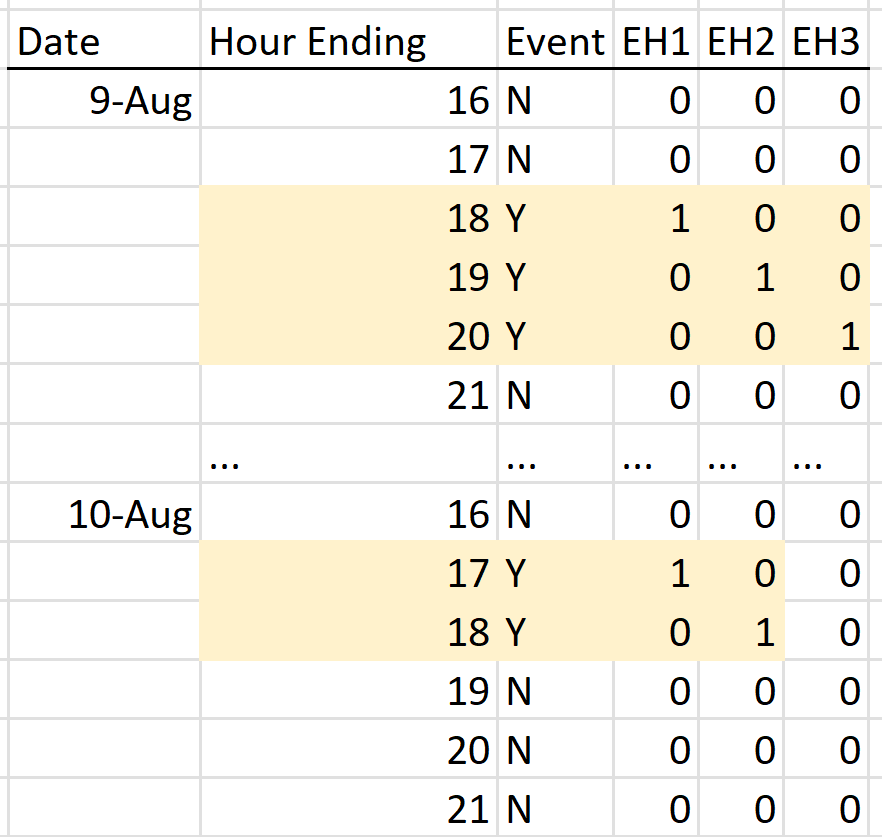 Date Hour Ending Event EH1 EH2 EH3
9-Aug 16 N 0 0 0
17 N 0 0 0
18 Y 1 0 0
19 Y 0 1 0
20 Y 0 0 1
21 N 0 0 0
... ... ... ... ...
10-Aug 16 N 0 0 0
17 Y 1 0 0
18 Y 0 1 0
19 N 0 0 0
20 N 0 0 0
21 N 0 0 0